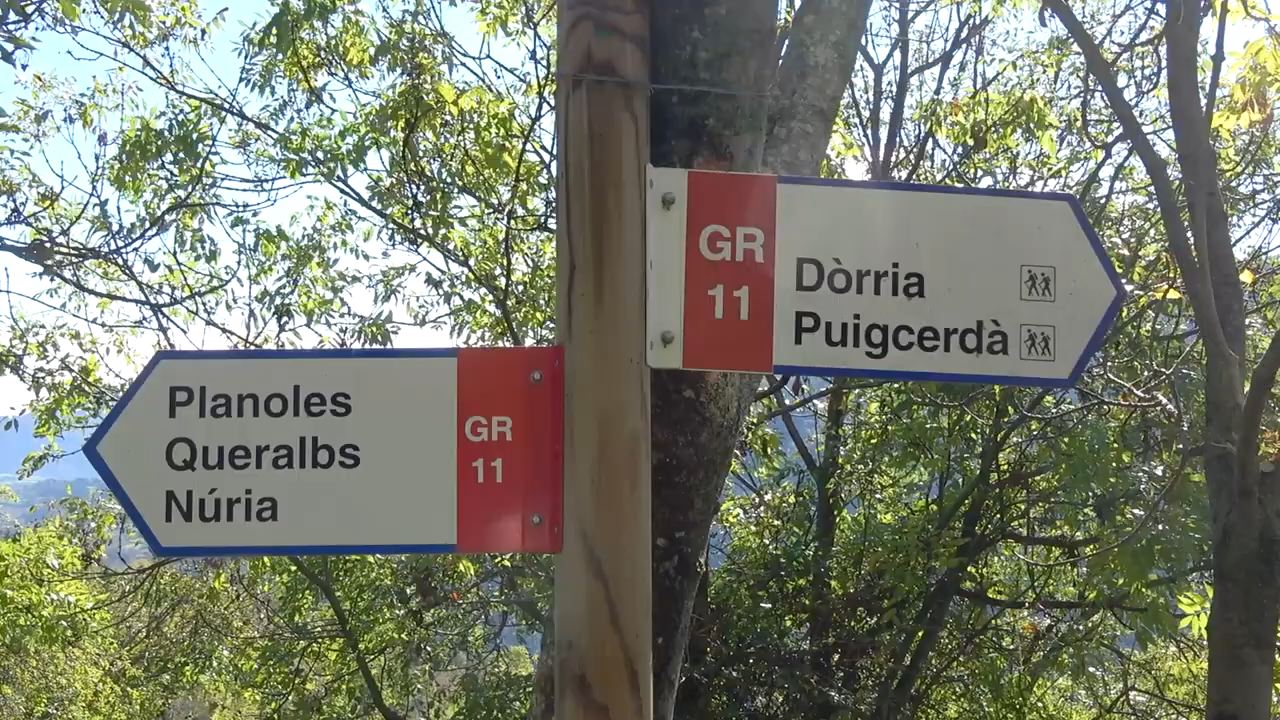 GR
11
Dòrria
Puigcerdà
Planoles
Queralbs
Núria
GR
11